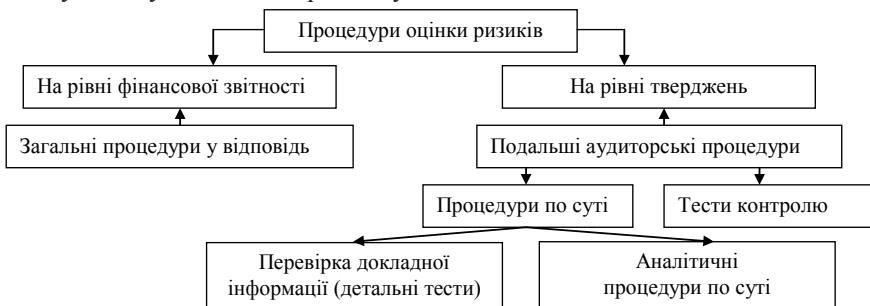 Процедури оцінки ризиків
На рівні фінансової звітності
На рівні тверджень
Загальні процедури у відповідь
Подальші аудиторські процедури
Процедури по суті
Тести контролю
Перевірка докладної
інформації (детальні тести)
Аналітичні
процедури по суті